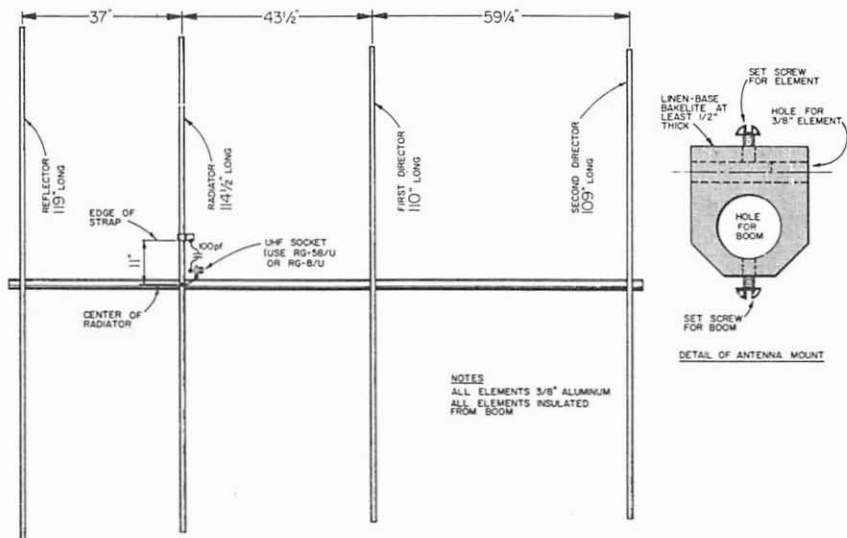 37"
43½"
59¼"
REFLECTOR
119" LONG
RADIATOR
114½" LONG
FIRST DIRECTOR
110" LONG
SECOND DIRECTOR
109" LONG
EDGE OF
STRAP
11"
100pf
UHF SOCKET
(USE RG-58/U
OR RG-8/U
CENTER OF
RADIATOR
NOTES
ALL ELEMENTS 3/8" ALUMINUM
ALL ELEMENTS INSULATED
FROM BOOM
SET SCREW
FOR ELEMENT
LINEN-BASE
BAKELITE AT
LEAST 1/2"
THICK
HOLE FOR
3/8" ELEMENT
HOLE
FOR
BOOM
SET SCREW
FOR BOOM
DETAIL OF ANTENNA MOUNT